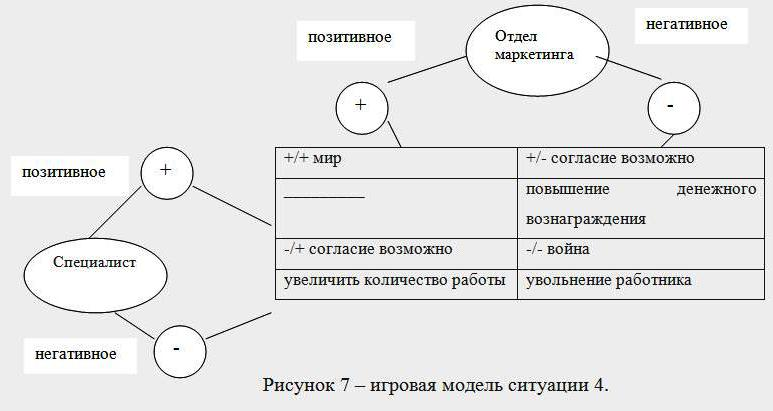 позитивное
Отдел
маркетинга
негативное
+
-
позитивное
+
+/+ мир
+/- согласие возможно
__________
повышение денежного
вознаграждения
Специалист
-/+ согласие возможно
-/- война
увеличить количество работы
увольнение работника
негативное
-
Рисунок 7 – игровая модель ситуации 4.